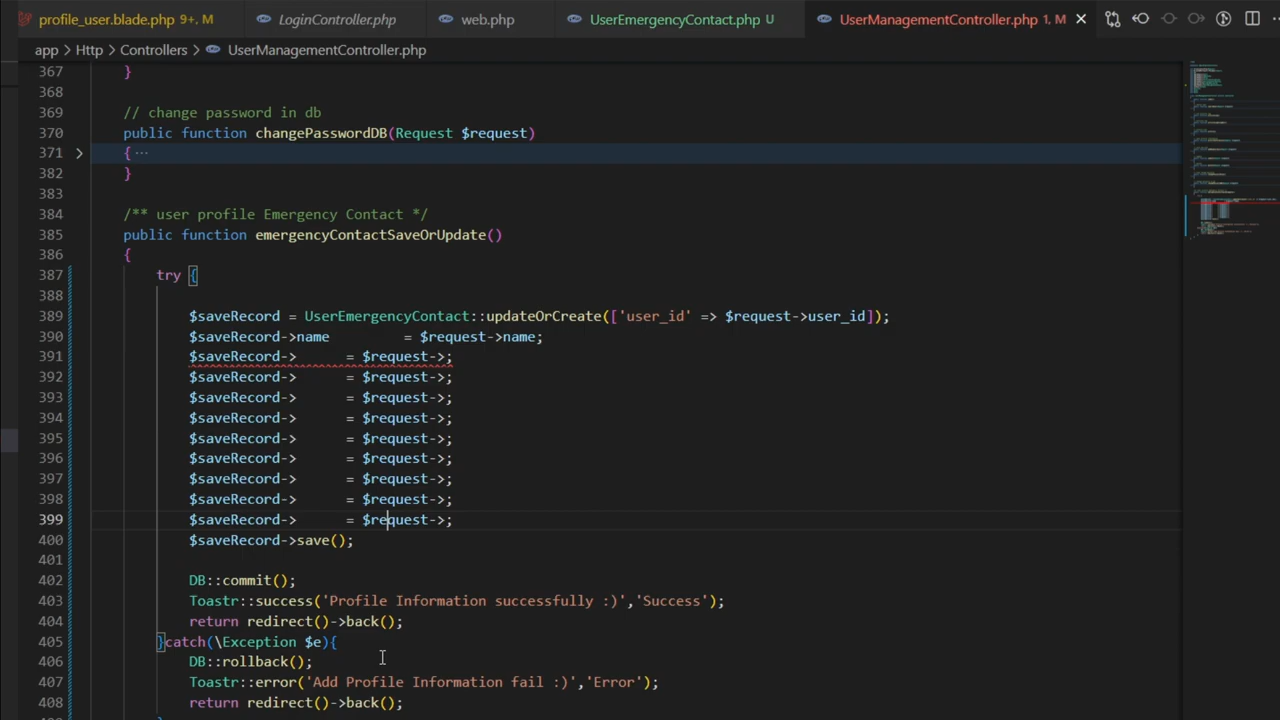 profile_user.blade.php 9+, M LoginController.php web.php UserEmergencyContact.php U UserManagementController.php 1, M
app > Http > Controllers > UserManagementController.php
367 }
368
369 // change password in db
370 public function changePasswordDB(Request $request)
371 { ...
382 }
383
384 /** user profile Emergency Contact */
385 public function emergencyContactSaveOrUpdate()
386 {
387 try {
388
389 $saveRecord = UserEmergencyContact::updateOrCreate(['user_id' => $request->user_id]);
390 $saveRecord->name = $request->name;
391 $saveRecord-> = $request->;
392 $saveRecord-> = $request->;
393 $saveRecord-> = $request->;
394 $saveRecord-> = $request->;
395 $saveRecord-> = $request->;
396 $saveRecord-> = $request->;
397 $saveRecord-> = $request->;
398 $saveRecord-> = $request->;
399 $saveRecord-> = $request->;
400 $saveRecord->save();
401
402 DB::commit();
403 Toastr::success('Profile Information successfully :)','Success');
404 return redirect()->back();
405 }catch(\Exception $e){
406 DB::rollback();
407 Toastr::error('Add Profile Information fail :)','Error');
408 return redirect()->back();